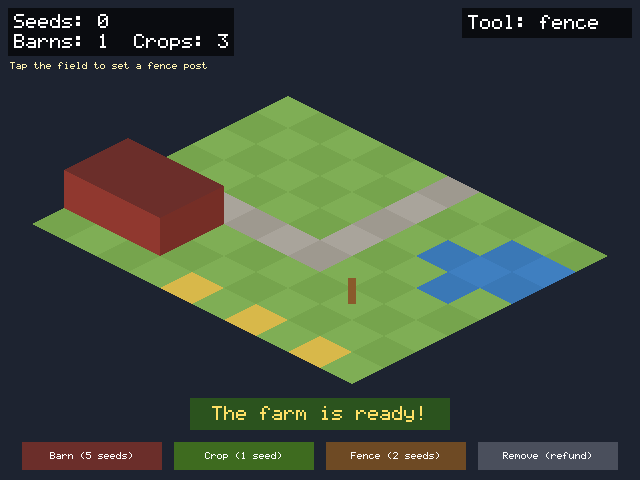 Seeds: 0
Barns: 1  Crops: 3
Tool: fence
Tap the field to set a fence post
The farm is ready!
Barn (5 seeds)
Crop (1 seed)
Fence (2 seeds)
Remove (refund)